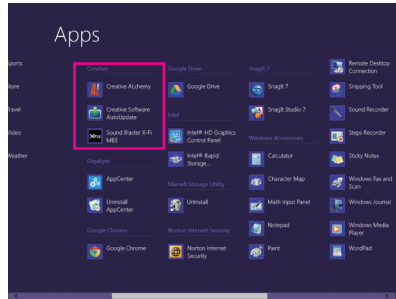 Apps
Sports
Store
Travel
Video
Weather
Creative
Creative ALchemy
Creative Software
AutoUpdate
Sound Blaster X-Fi
MB3
Gigabyte
AppCenter
Uninstall
AppCenter
Google Chrome
Google Chrome
Google Drive
Google Drive
Intel
Intel® HD Graphics
Control Panel
Intel® Rapid
Storage...
Marvell Storage Utility
Uninstall
Norton Internet Security
Norton Internet
Security
SnagIt 7
SnagIt 7
SnagIt Studio 7
Windows Accessories
Calculator
Character Map
Math Input Panel
Notepad
Paint
Remote Desktop
Connection
Snipping Tool
Sound Recorder
Steps Recorder
Sticky Notes
Windows Fax and
Scan
Windows Journal
Windows Media
Player
WordPad